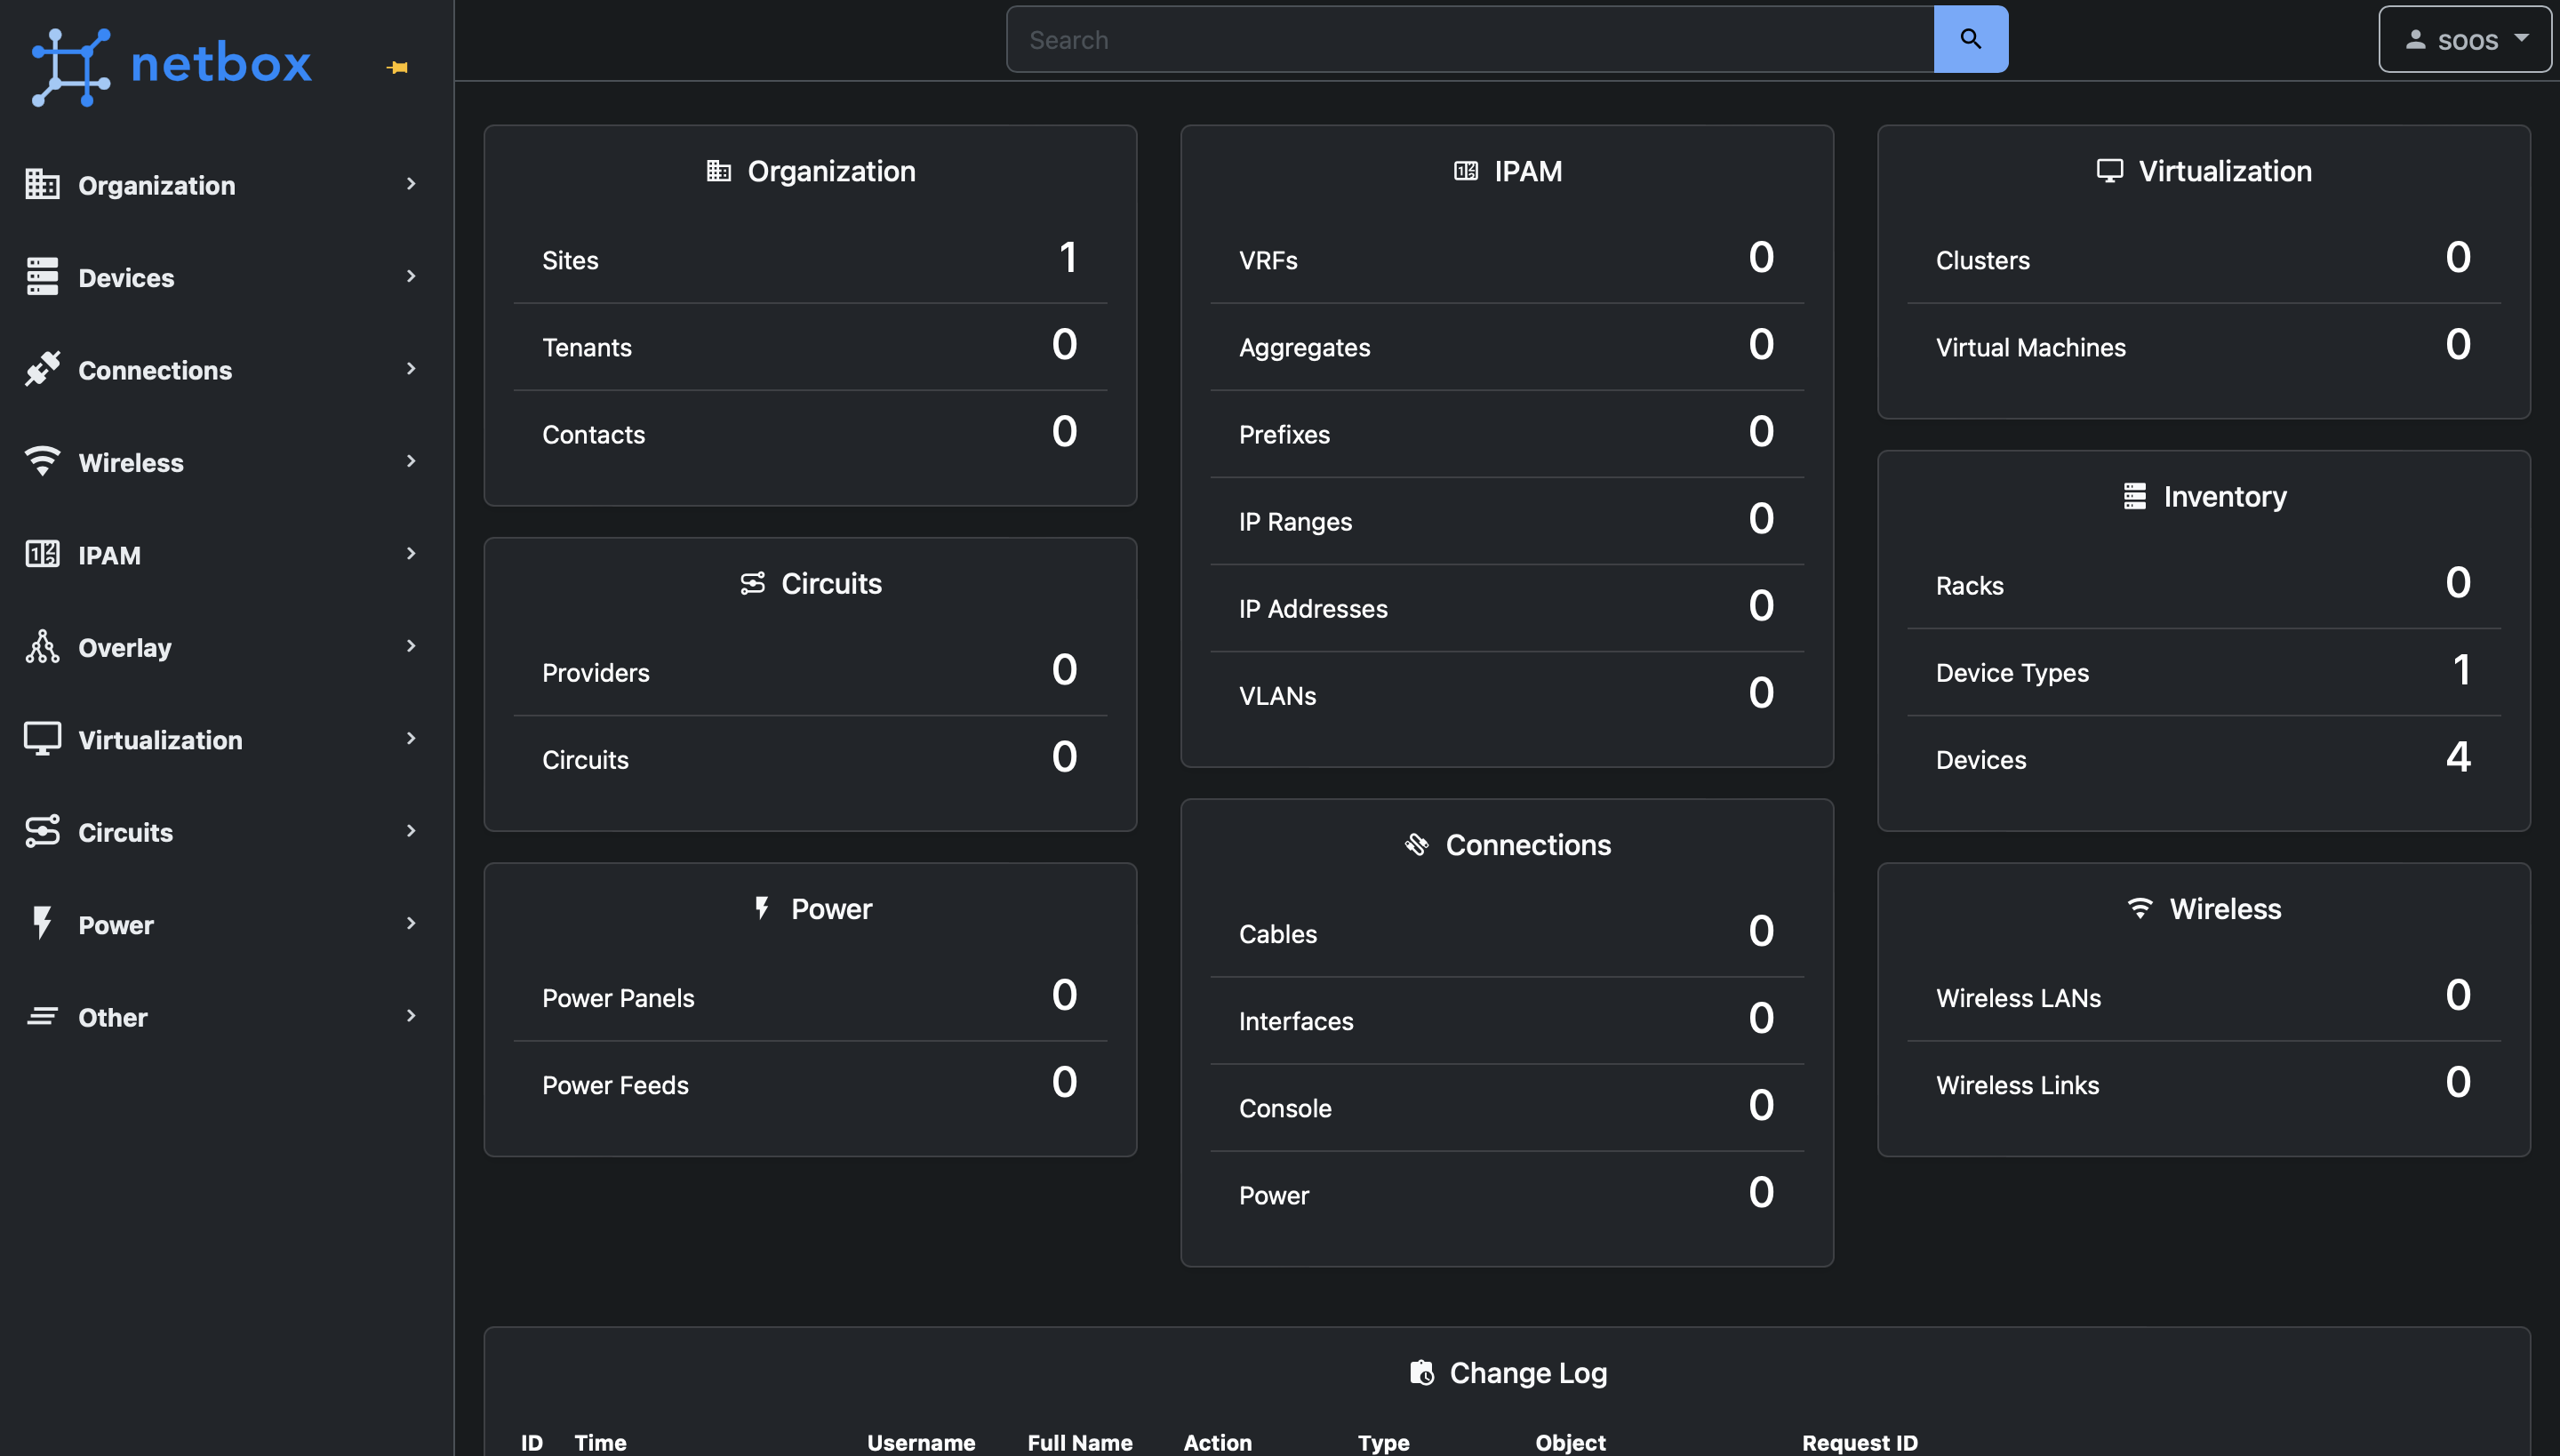 netbox
Search
soos
Organization
Devices
Connections
Wireless
IPAM
Overlay
Virtualization
Circuits
Power
Other
Organization
Sites 1
Tenants 0
Contacts 0
Circuits
Providers 0
Circuits 0
Power
Power Panels 0
Power Feeds 0
IPAM
VRFs 0
Aggregates 0
Prefixes 0
IP Ranges 0
IP Addresses 0
VLANs 0
Connections
Cables 0
Interfaces 0
Console 0
Power 0
Virtualization
Clusters 0
Virtual Machines 0
Inventory
Racks 0
Device Types 1
Devices 4
Wireless
Wireless LANs 0
Wireless Links 0
Change Log
ID Time Username Full Name Action Type Object Request ID